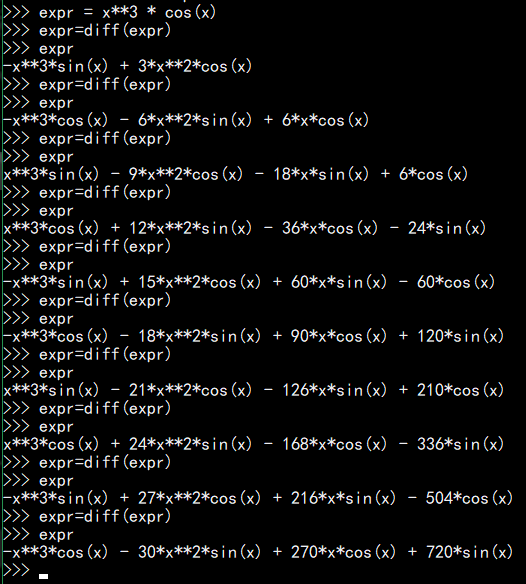 >>> expr = x**3 * cos(x)
>>> expr=diff(expr)
>>> expr
-x**3*sin(x) + 3*x**2*cos(x)
>>> expr=diff(expr)
>>> expr
-x**3*cos(x) - 6*x**2*sin(x) + 6*x*cos(x)
>>> expr=diff(expr)
>>> expr
x**3*sin(x) - 9*x**2*cos(x) - 18*x*sin(x) + 6*cos(x)
>>> expr=diff(expr)
>>> expr
x**3*cos(x) + 12*x**2*sin(x) - 36*x*cos(x) - 24*sin(x)
>>> expr=diff(expr)
>>> expr
-x**3*sin(x) + 15*x**2*cos(x) + 60*x*sin(x) - 60*cos(x)
>>> expr=diff(expr)
>>> expr
-x**3*cos(x) - 18*x**2*sin(x) + 90*x*cos(x) + 120*sin(x)
>>> expr=diff(expr)
>>> expr
x**3*sin(x) - 21*x**2*cos(x) - 126*x*sin(x) + 210*cos(x)
>>> expr=diff(expr)
>>> expr
x**3*cos(x) + 24*x**2*sin(x) - 168*x*cos(x) - 336*sin(x)
>>> expr=diff(expr)
>>> expr
-x**3*sin(x) + 27*x**2*cos(x) + 216*x*sin(x) - 504*cos(x)
>>> expr=diff(expr)
>>> expr
-x**3*cos(x) - 30*x**2*sin(x) + 270*x*cos(x) + 720*sin(x)
>>>